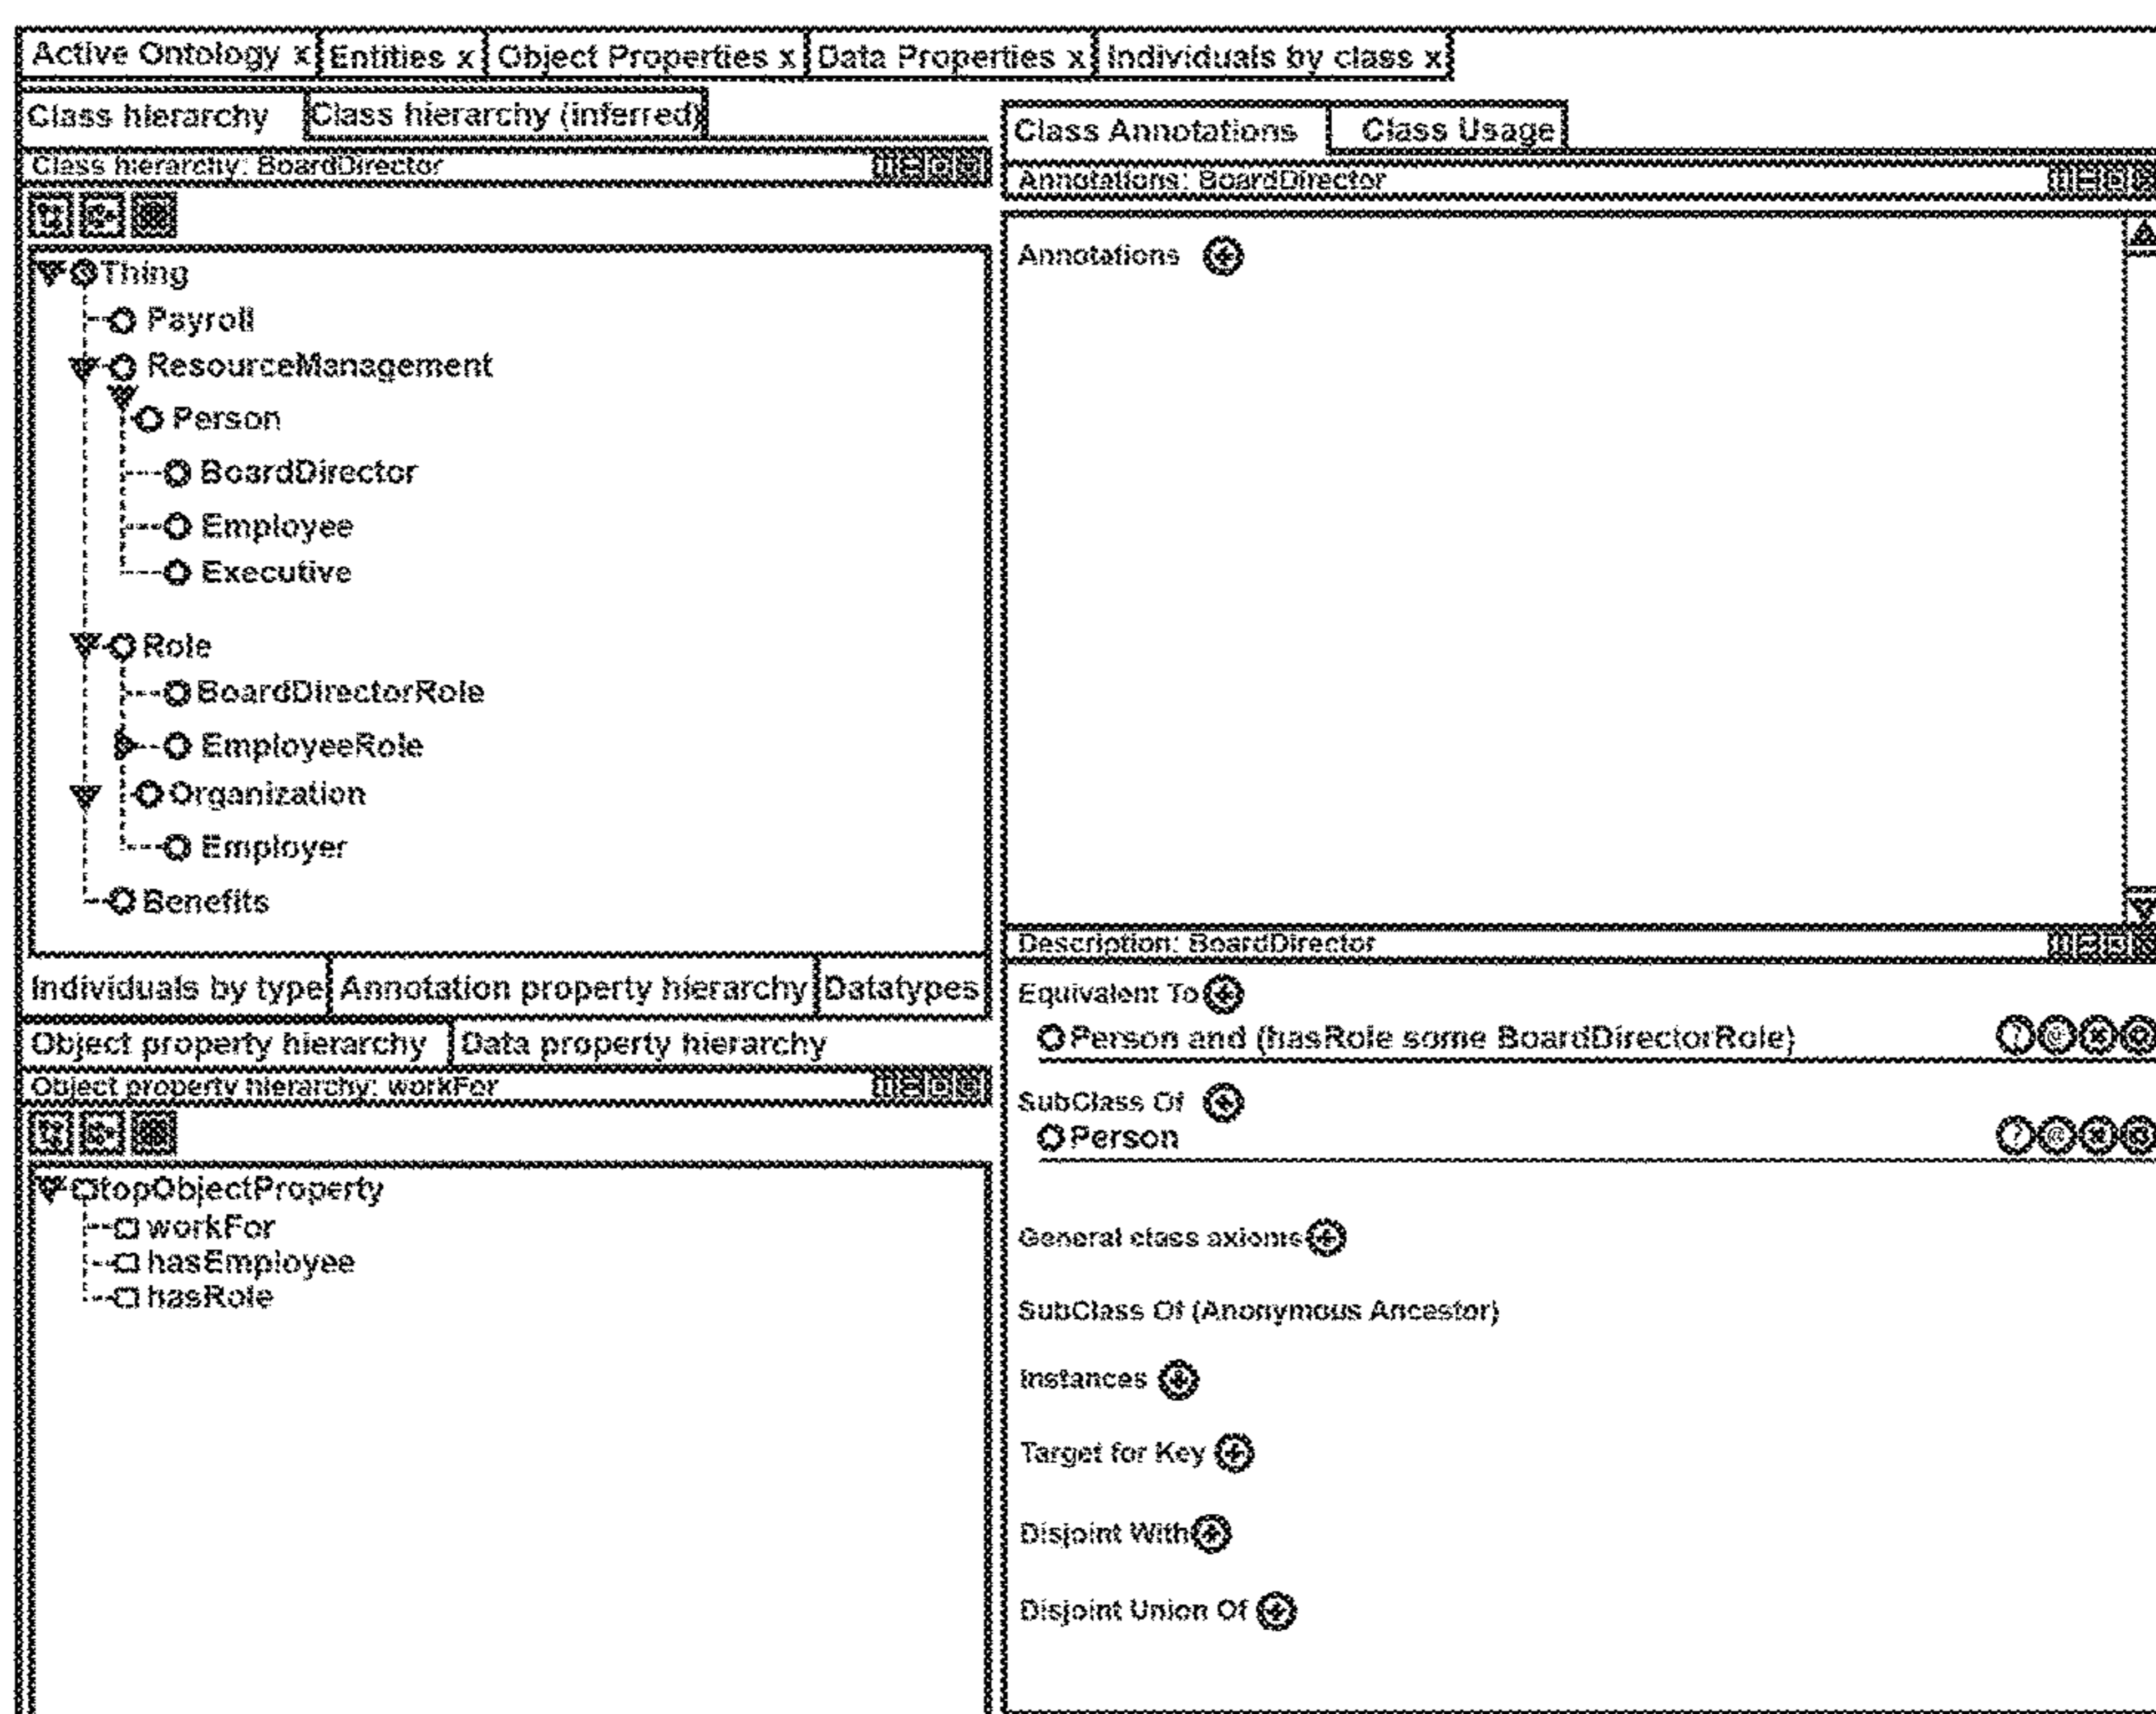 Active Ontology x Entities x Object Properties x Data Properties x Individuals by class x
Class hierarchy Class hierarchy (inferred)
Class hierarchy: BoardDirector
Thing
Payroll
ResourceManagement
Person
BoardDirector
Employee
Executive
Role
BoardDirectorRole
EmployeeRole
Organization
Employer
Benefits
Individuals by type Annotation property hierarchy Datatypes
Object property hierarchy Data property hierarchy
Object property hierarchy: workFor
topObjectProperty
workFor
hasEmployee
hasRole
Class Annotations Class Usage
Annotations: BoardDirector
Annotations +
Description: BoardDirector
Equivalent To +
Person and (hasRole some BoardDirectorRole) ? @
SubClass Of +
Person ? @
General class axioms +
SubClass Of (Anonymous Ancestor)
Instances +
Target for Key +
Disjoint With +
Disjoint Union Of +